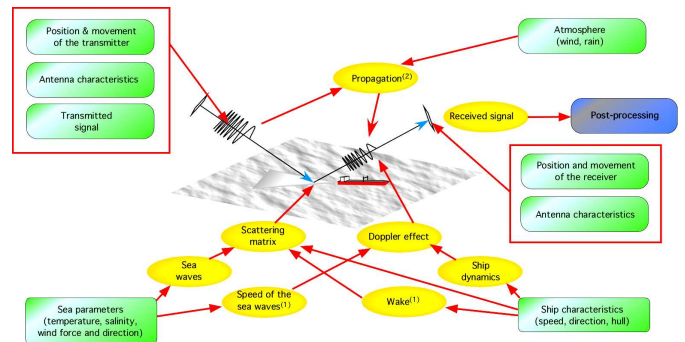 Position & movement
of the transmitter
Antenna characteristics
Transmitted
signal
Atmosphere
(wind, rain)
Propagation(2)
Received signal
Post-processing
Position and movement
of the receiver
Antenna characteristics
Scattering
matrix
Doppler effect
Sea
waves
Ship
dynamics
Speed of the
sea waves(1)
Wake(1)
Sea parameters
(temperature, salinity,
wind force and direction)
Ship characteristics
(speed, direction, hull)